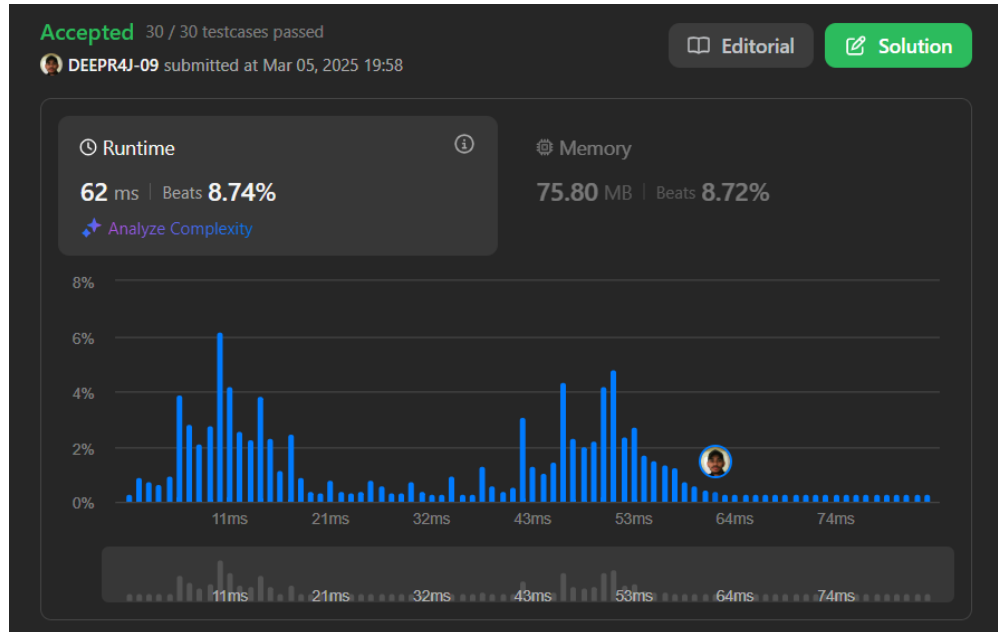 Accepted 30 / 30 testcases passed
Editorial
Solution
DEEPR4J-09 submitted at Mar 05, 2025 19:58
Runtime
62 ms | Beats 8.74%
Analyze Complexity
Memory
75.80 MB | Beats 8.72%
8%
6%
4%
2%
0%
11ms 21ms 32ms 43ms 53ms 64ms 74ms
11ms 21ms 32ms 43ms 53ms 64ms 74ms